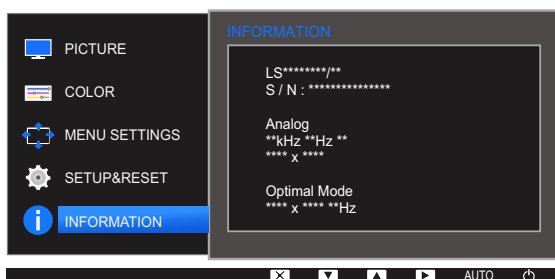 PICTURE
COLOR
MENU SETTINGS
SETUP&RESET
INFORMATION
INFORMATION
LS********/**
S / N : ***************
Analog
**kHz **Hz **
**** x ****
Optimal Mode
**** x **** **Hz
AUTO